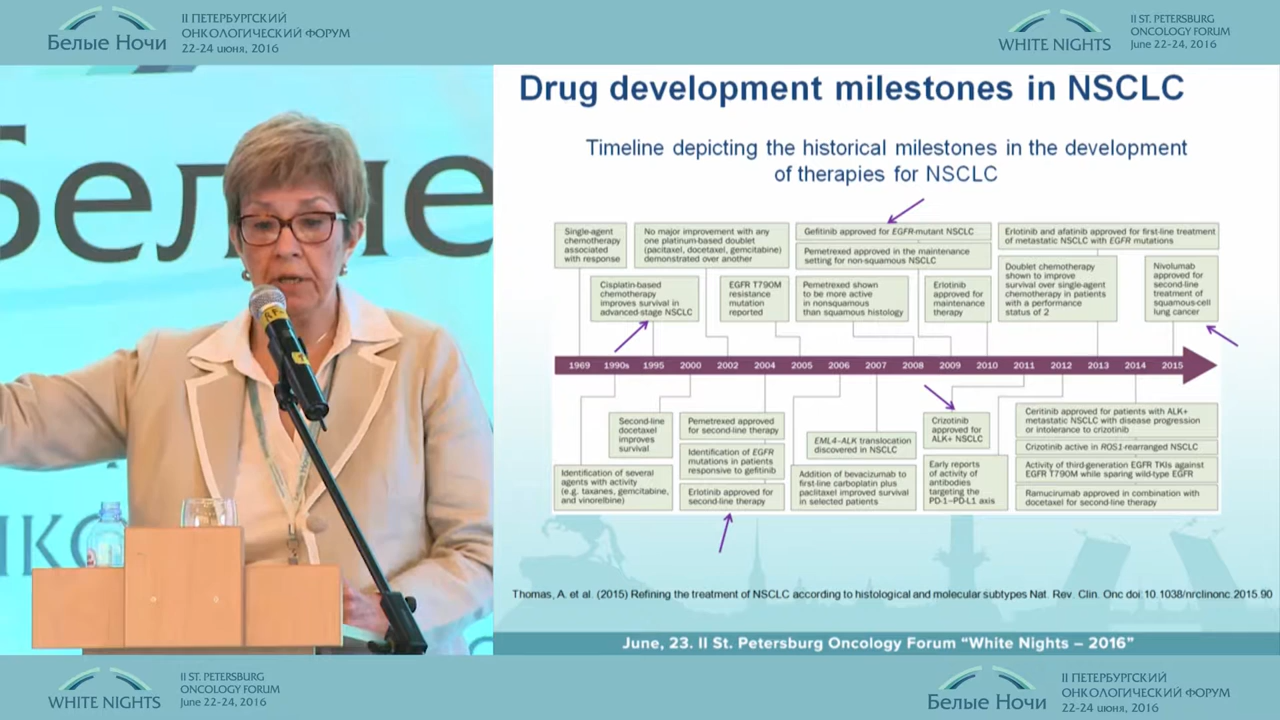 Белые Ночи
II ПЕТЕРБУРГСКИЙ
ОНКОЛОГИЧЕСКИЙ ФОРУМ
22-24 июня, 2016
WHITE NIGHTS
II ST. PETERSBURG
ONCOLOGY FORUM
June 22-24, 2016
Белые
Drug development milestones in NSCLC
Timeline depicting the historical milestones in the development
of therapies for NSCLC
Single-agent
chemotherapy
associated
with response
No major improvement with any
one platinum-based doublet
(pacitaxel, docetaxel, gemcitabine)
demonstrated over another
Gefitinib approved for EGFR-mutant NSCLC
Pemetrexed approved in the maintenance
setting for non-squamous NSCLC
Erlotinib and afatinib approved for first-line treatment
of metastatic NSCLC with EGFR mutations
Cisplatin-based
chemotherapy
improves survival in
advanced-stage NSCLC
EGFR T790M
resistance
mutation
reported
Pemetrexed shown
to be more active
in nonsquamous
than squamous histology
Erlotinib
approved for
maintenance
therapy
Doublet chemotherapy
shown to improve
survival over single-agent
chemotherapy in patients
with a performance
status of 2
Nivolumab
approved for
second-line
treatment of
squamous-cell
lung cancer
1969 1990s 1995 2000 2002 2004 2005 2006 2007 2008 2009 2010 2011 2012 2013 2014 2015
Second-line
docetaxel
improves
survival
Identification of several
agents with activity
(e.g. taxanes, gemcitabine,
and vinorelbine)
Pemetrexed approved
for second-line therapy
Identification of EGFR
mutations in patients
responsive to gefitinib
Erlotinib approved for
second-line therapy
EML4–ALK translocation
discovered in NSCLC
Addition of bevacizumab to
first-line carboplatin plus
paclitaxel improved survival
in selected patients
Crizotinib
approved for
ALK+ NSCLC
Early reports
of activity of
antibodies
targeting the
PD-1–PD-L1 axis
Ceritinib approved for patients with ALK+
metastatic NSCLC with disease progression
or intolerance to crizotinib
Crizotinib active in ROS1-rearranged NSCLC
Activity of third-generation EGFR TKIs against
EGFR T790M while sparing wild-type EGFR
Ramucirumab approved in combination with
docetaxel for second-line therapy
Thomas, A. et al. (2015) Refining the treatment of NSCLC according to histological and molecular subtypes Nat. Rev. Clin. Onc doi:10.1038/nrclinonc.2015.90
June, 23. II St. Petersburg Oncology Forum “White Nights – 2016”
WHITE NIGHTS
II ST. PETERSBURG
ONCOLOGY FORUM
June 22-24, 2016
Белые Ночи
II ПЕТЕРБУРГСКИЙ
ОНКОЛОГИЧЕСКИЙ ФОРУМ
22-24 июня, 2016